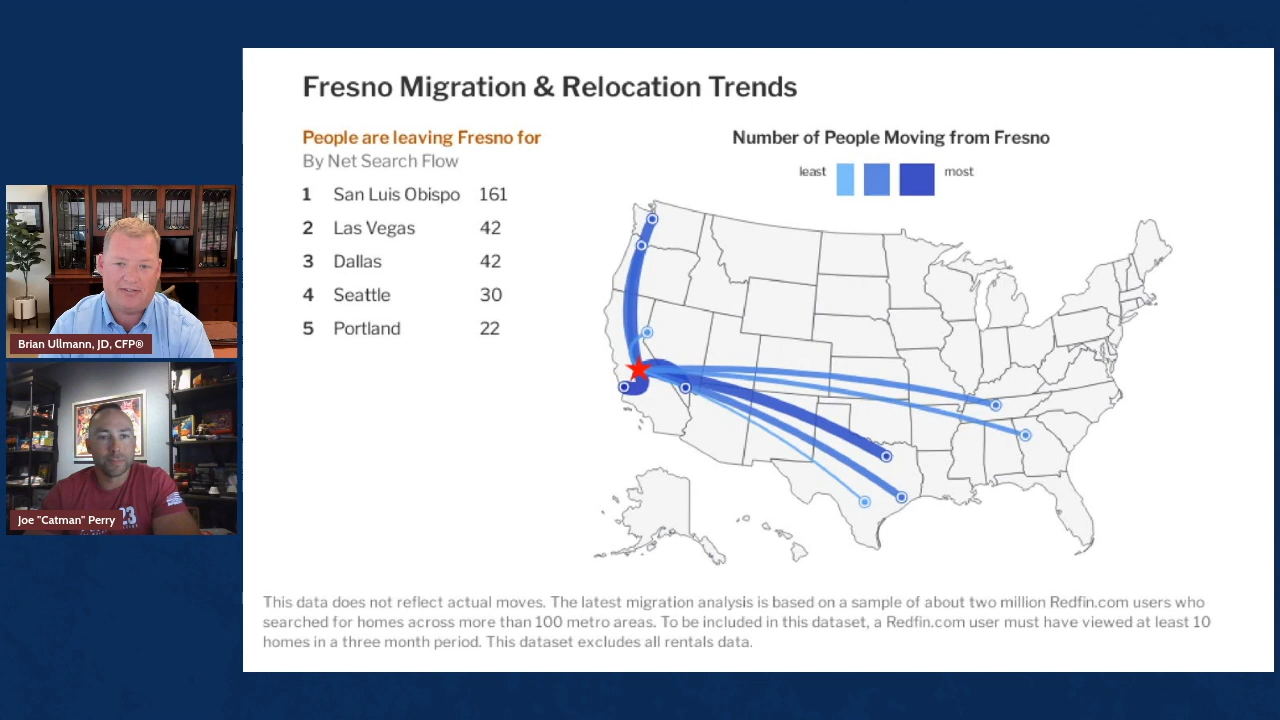 Fresno Migration & Relocation Trends
People are leaving Fresno for
By Net Search Flow
1 San Luis Obispo 161
2 Las Vegas 42
3 Dallas 42
4 Seattle 30
5 Portland 22
Number of People Moving from Fresno
least most
Brian Ullmann, JD, CFP®
Joe "Catman" Perry
23
This data does not reflect actual moves. The latest migration analysis is based on a sample of about two million Redfin.com users who
searched for homes across more than 100 metro areas. To be included in this dataset, a Redfin.com user must have viewed at least 10
homes in a three month period. This dataset excludes all rentals data.